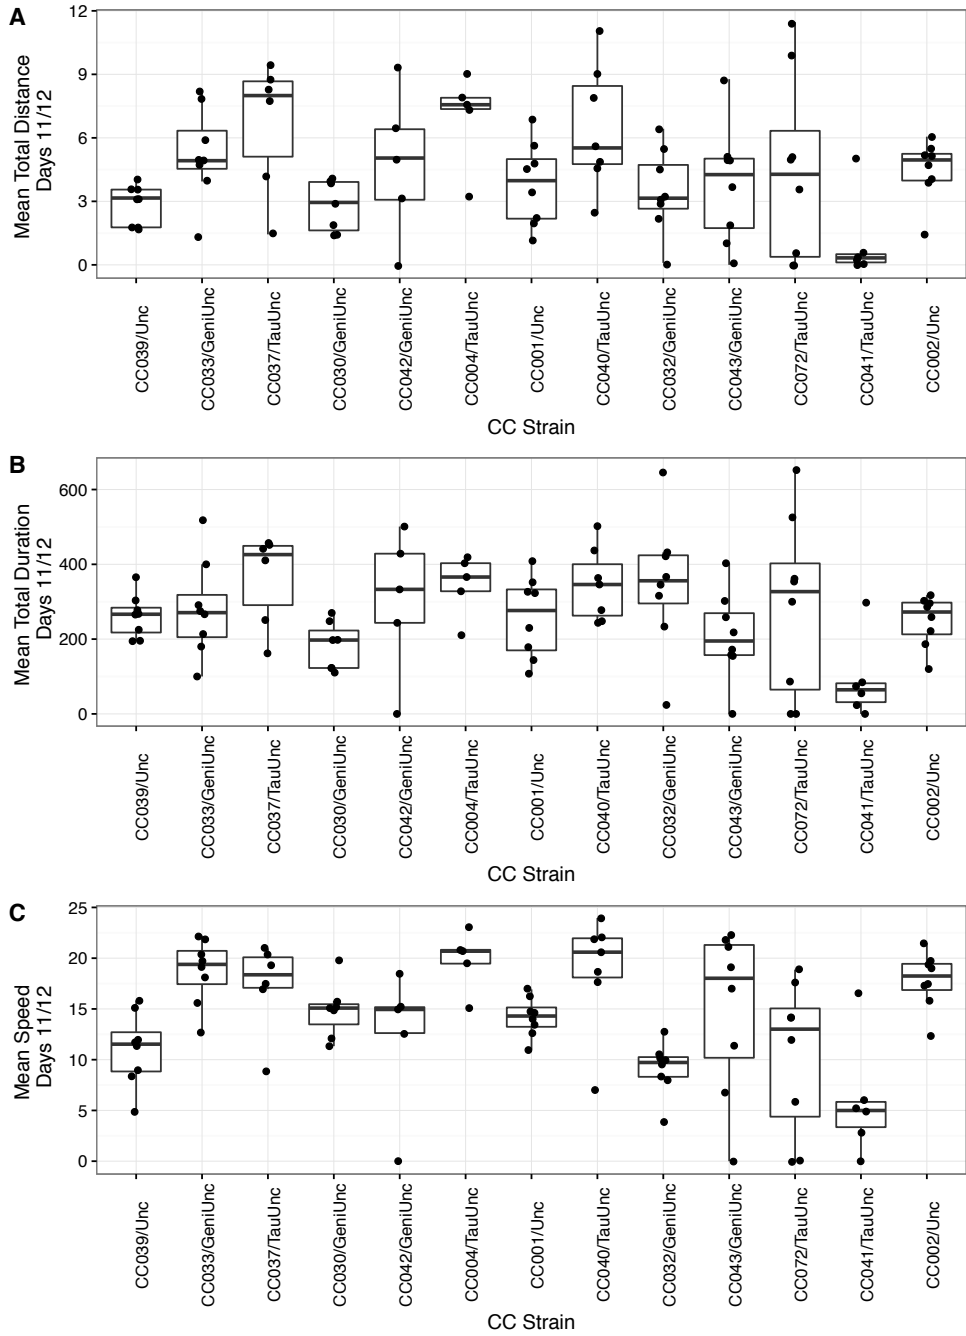 A
Mean Total Distance
Days 11/12
12
9
6
3
0
CC039/Unc
CC033/GeniUnc
CC037/TauUnc
CC030/GeniUnc
CC042/GeniUnc
CC004/TauUnc
CC001/Unc
CC040/TauUnc
CC032/GeniUnc
CC043/GeniUnc
CC072/TauUnc
CC041/TauUnc
CC002/Unc
CC Strain
B
Mean Total Duration
Days 11/12
600
400
200
0
CC039/Unc
CC033/GeniUnc
CC037/TauUnc
CC030/GeniUnc
CC042/GeniUnc
CC004/TauUnc
CC001/Unc
CC040/TauUnc
CC032/GeniUnc
CC043/GeniUnc
CC072/TauUnc
CC041/TauUnc
CC002/Unc
CC Strain
C
Mean Speed
Days 11/12
25
20
15
10
5
0
CC039/Unc
CC033/GeniUnc
CC037/TauUnc
CC030/GeniUnc
CC042/GeniUnc
CC004/TauUnc
CC001/Unc
CC040/TauUnc
CC032/GeniUnc
CC043/GeniUnc
CC072/TauUnc
CC041/TauUnc
CC002/Unc
CC Strain